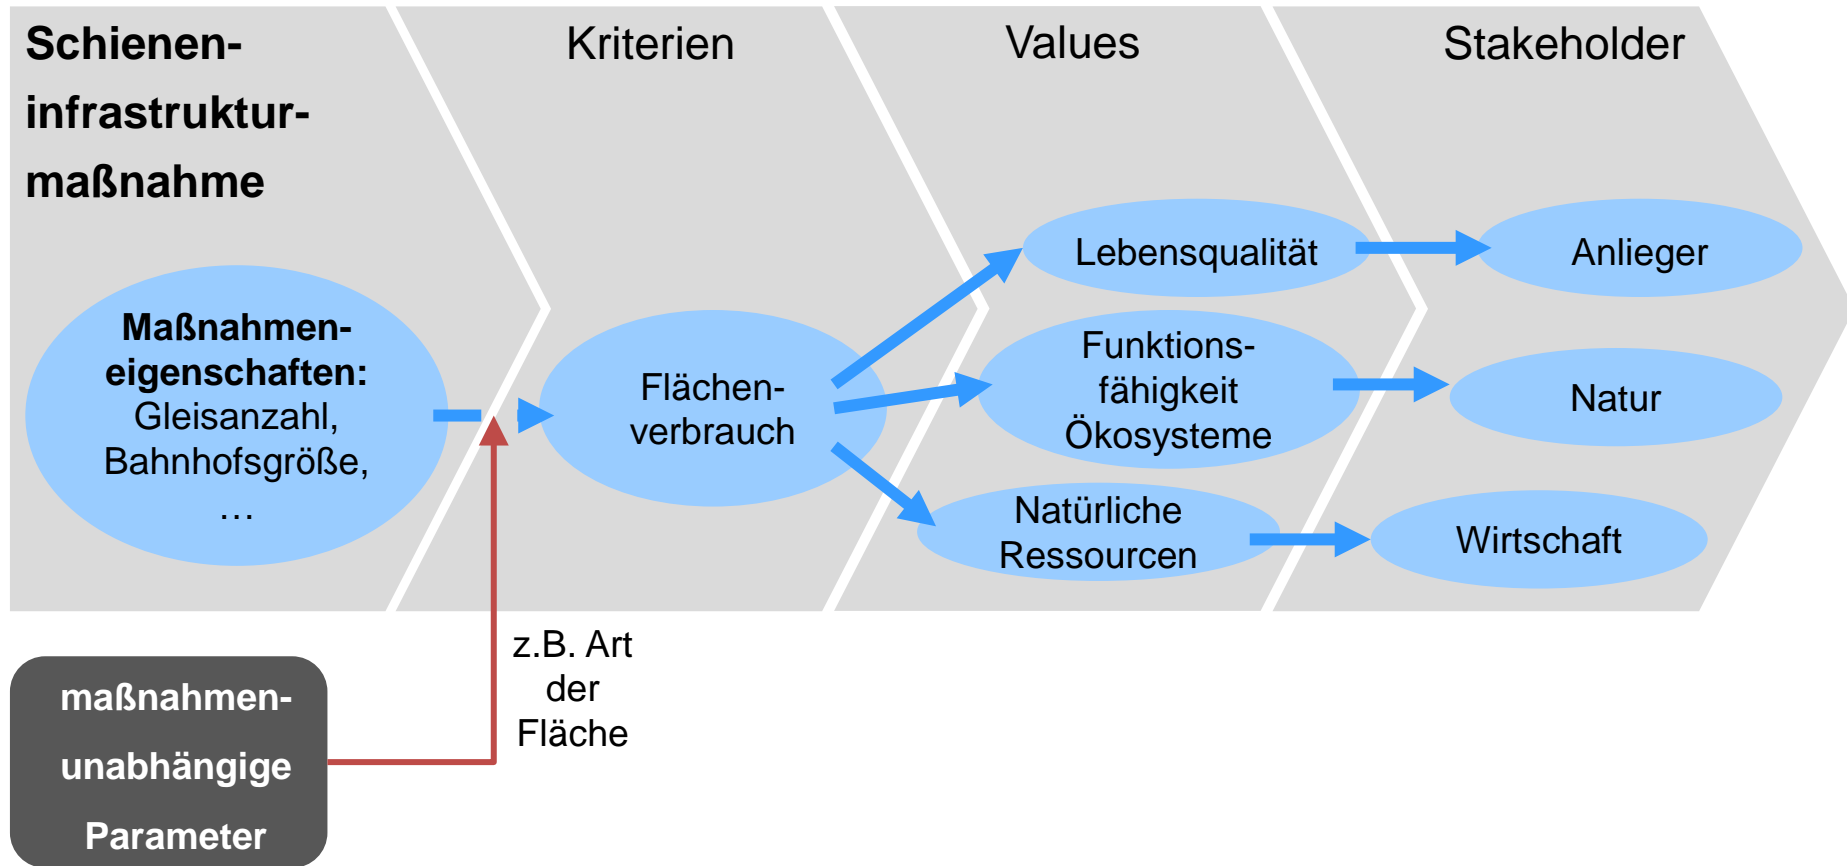 Schienen-
infrastruktur-
maßnahme
Kriterien
Values
Stakeholder
Maßnahmen-
eigenschaften:
Gleisanzahl,
Bahnhofsgröße,
…
Flächen-
verbrauch
Lebensqualität
Anlieger
Funktions-
fähigkeit
Ökosysteme
Natur
Natürliche
Ressourcen
Wirtschaft
z.B. Art
der
Fläche
maßnahmen-
unabhängige
Parameter